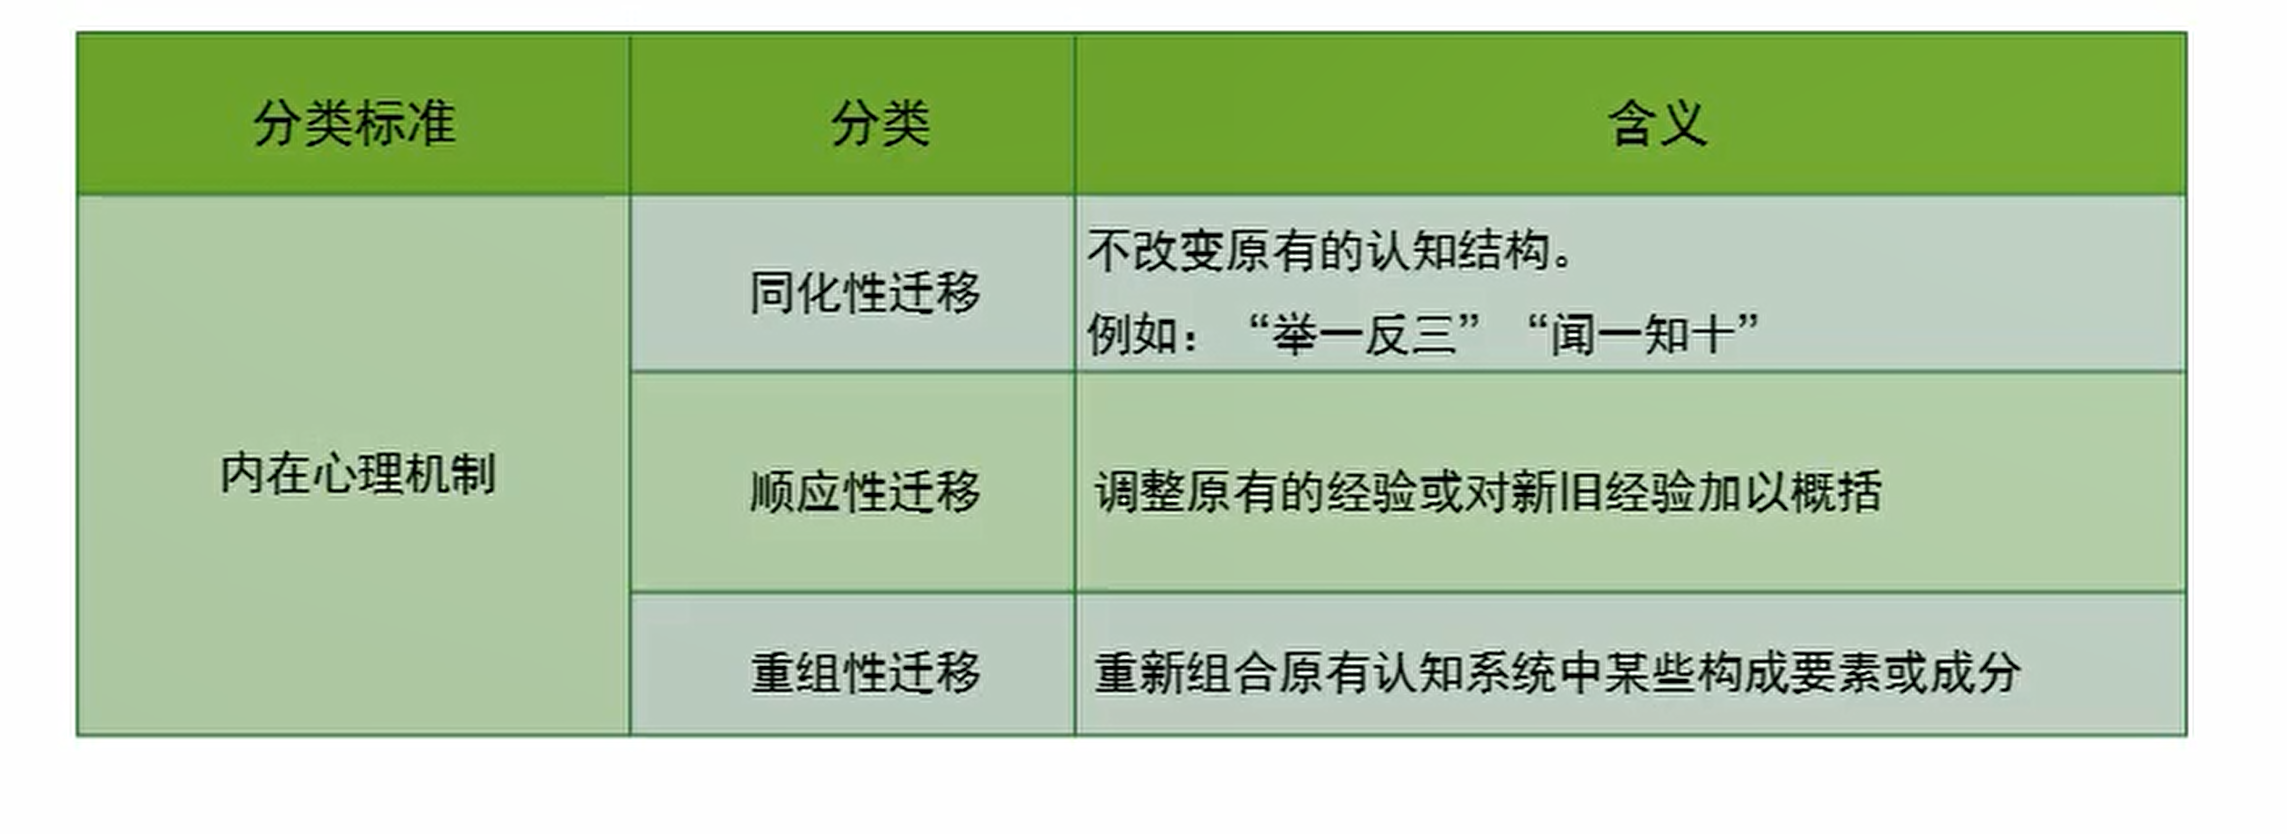 分类标准 分类 含义
同化性迁移
不改变原有的认知结构。
例如：“举一反三”“闻一知十”
内在心理机制
顺应性迁移
调整原有的经验或对新旧经验加以概括
重组性迁移
重新组合原有认知系统中某些构成要素或成分